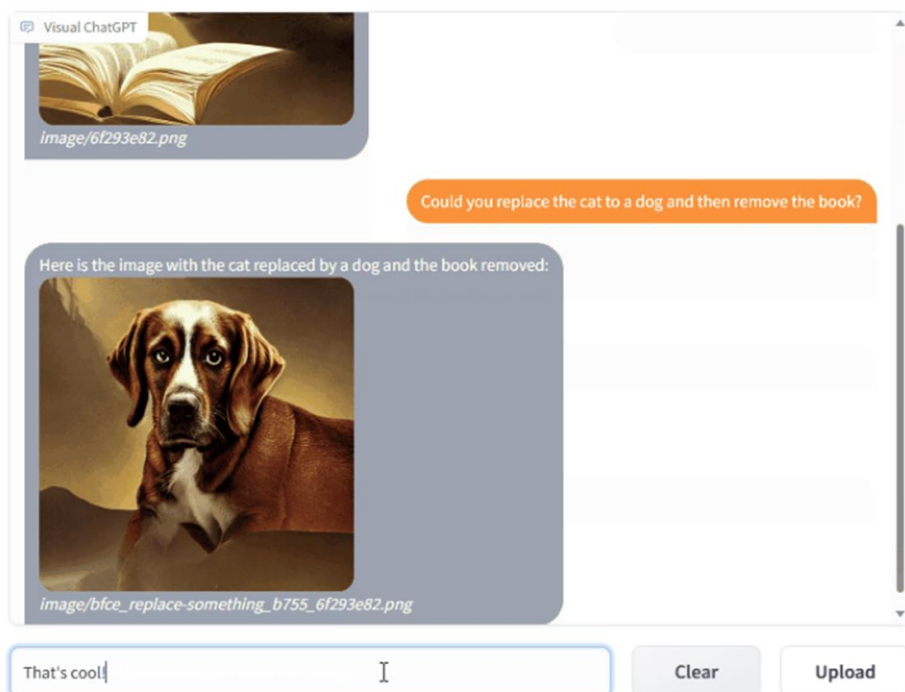 Visual ChatGPT
image/6f293e82.png
Could you replace the cat to a dog and then remove the book?
Here is the image with the cat replaced by a dog and the book removed:
image/bfce_replace-something_b755_6f293e82.png
That's cool!
Clear
Upload